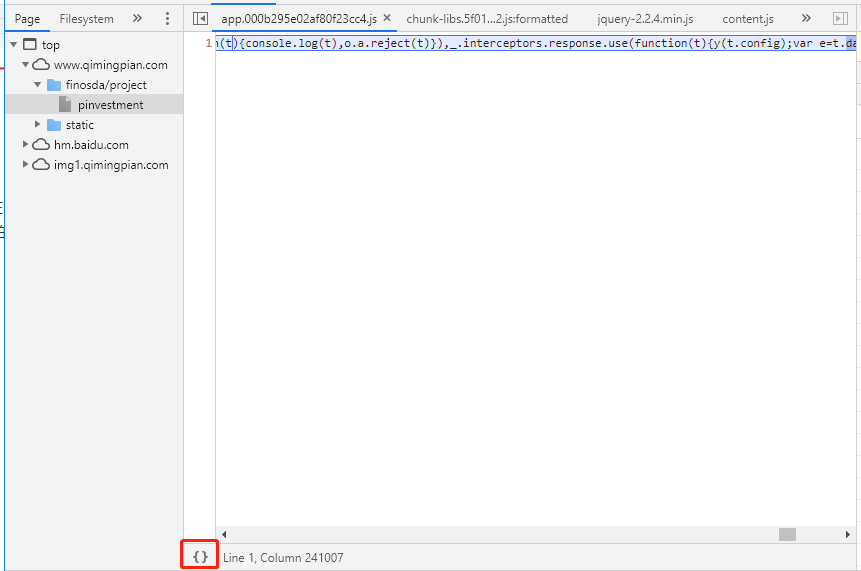 Page Filesystem »
app.000b295e02af80f23cc4.js × chunk-libs.5f01...2.js:formatted jquery-2.2.4.min.js content.js »
top
www.qimingpian.com
finosda/project
pinvestment
static
hm.baidu.com
img1.qimingpian.com
1 n(t){console.log(t),o.a.reject(t)}),_.interceptors.response.use(function(t){y(t.config);var e=t.da
{} Line 1, Column 241007